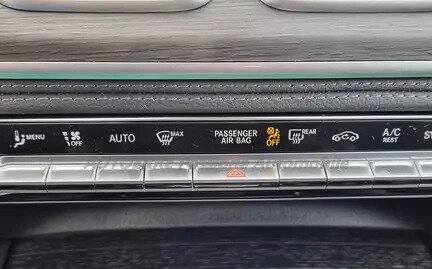 MENU
OFF
AUTO
MAX
PASSENGER
AIR BAG
OFF
REAR
A/C
REST